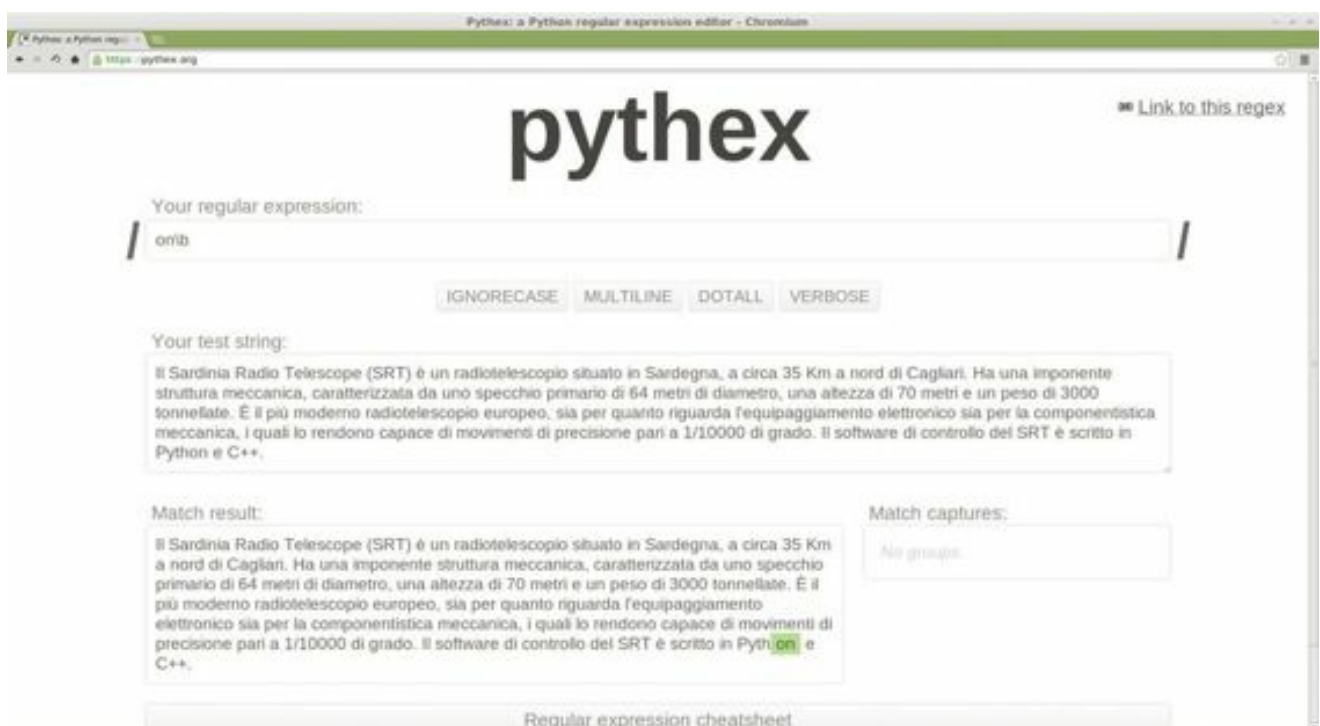 Pythex: a Python regular expression editor - Chromium
Pythex: a Python reg
https://pythex.org
pythex
Link to this regex
Your regular expression:
/ on\b /
IGNORECASE MULTILINE DOTALL VERBOSE
Your test string:
Il Sardinia Radio Telescope (SRT) è un radiotelescopio situato in Sardegna, a circa 35 Km a nord di Cagliari. Ha una imponente
struttura meccanica, caratterizzata da uno specchio primario di 64 metri di diametro, una altezza di 70 metri e un peso di 3000
tonnellate. È il più moderno radiotelescopio europeo, sia per quanto riguarda l'equipaggiamento elettronico sia per la componentistica
meccanica, i quali lo rendono capace di movimenti di precisione pari a 1/10000 di grado. Il software di controllo del SRT è scritto in
Python e C++.
Match result:
Il Sardinia Radio Telescope (SRT) è un radiotelescopio situato in Sardegna, a circa 35 Km
a nord di Cagliari. Ha una imponente struttura meccanica, caratterizzata da uno specchio
primario di 64 metri di diametro, una altezza di 70 metri e un peso di 3000 tonnellate. È il
più moderno radiotelescopio europeo, sia per quanto riguarda l'equipaggiamento
elettronico sia per la componentistica meccanica, i quali lo rendono capace di movimenti di
precisione pari a 1/10000 di grado. Il software di controllo del SRT è scritto in Python e
C++.
Match captures:
No groups.
Regular expression cheatsheet